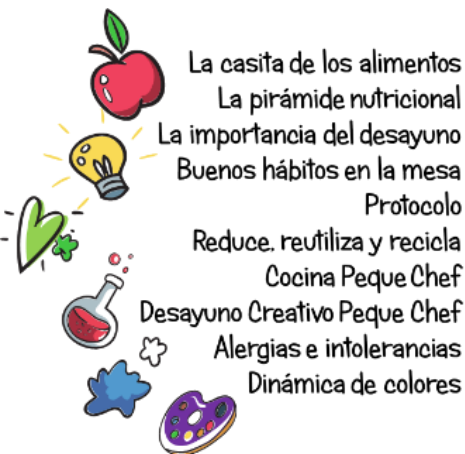 La casita de los alimentos
La pirámide nutricional
La importancia del desayuno
Buenos hábitos en la mesa
Protocolo
Reduce, reutiliza y recicla
Cocina Peque Chef
Desayuno Creativo Peque Chef
Alergias e intolerancias
Dinámica de colores